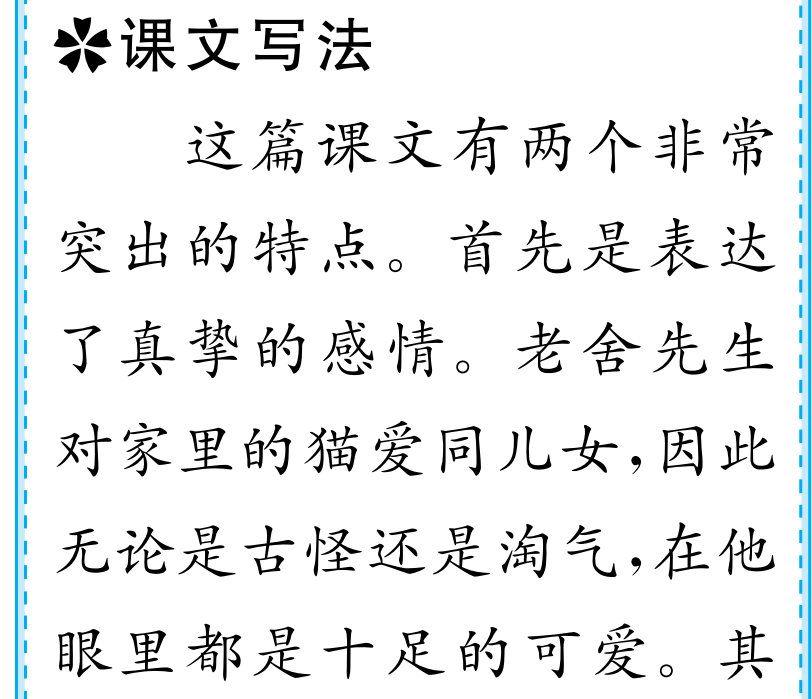 ✽课文写法
这篇课文有两个非常
突出的特点。首先是表达
了真挚的感情。老舍先生
对家里的猫爱同儿女,因此
无论是古怪还是淘气,在他
眼里都是十足的可爱。其